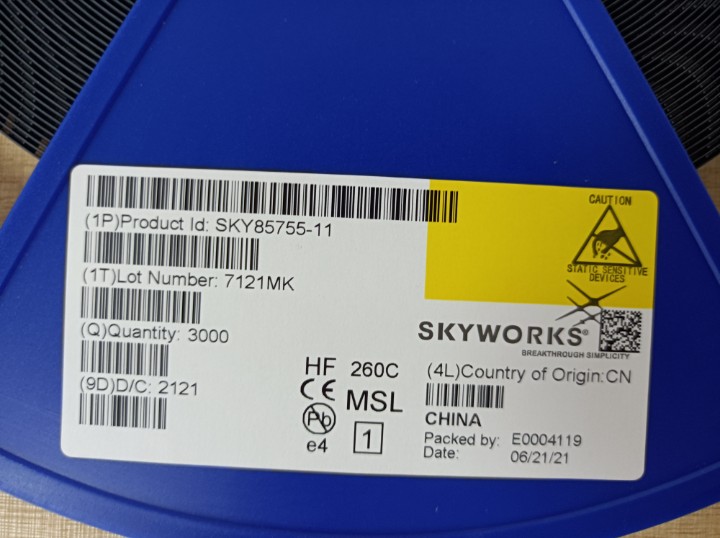 (1P)Product Id: SKY85755-11
(1T)Lot Number: 7121MK
(Q)Quantity: 3000
(9D)D/C: 2121
HF 260C
CE MSL
Pb
e4
1
CAUTION
STATIC SENSITIVE
DEVICES
SKYWORKS®
BREAKTHROUGH SIMPLICITY
(4L)Country of Origin:CN
CHINA
Packed by: E0004119
Date: 06/21/21